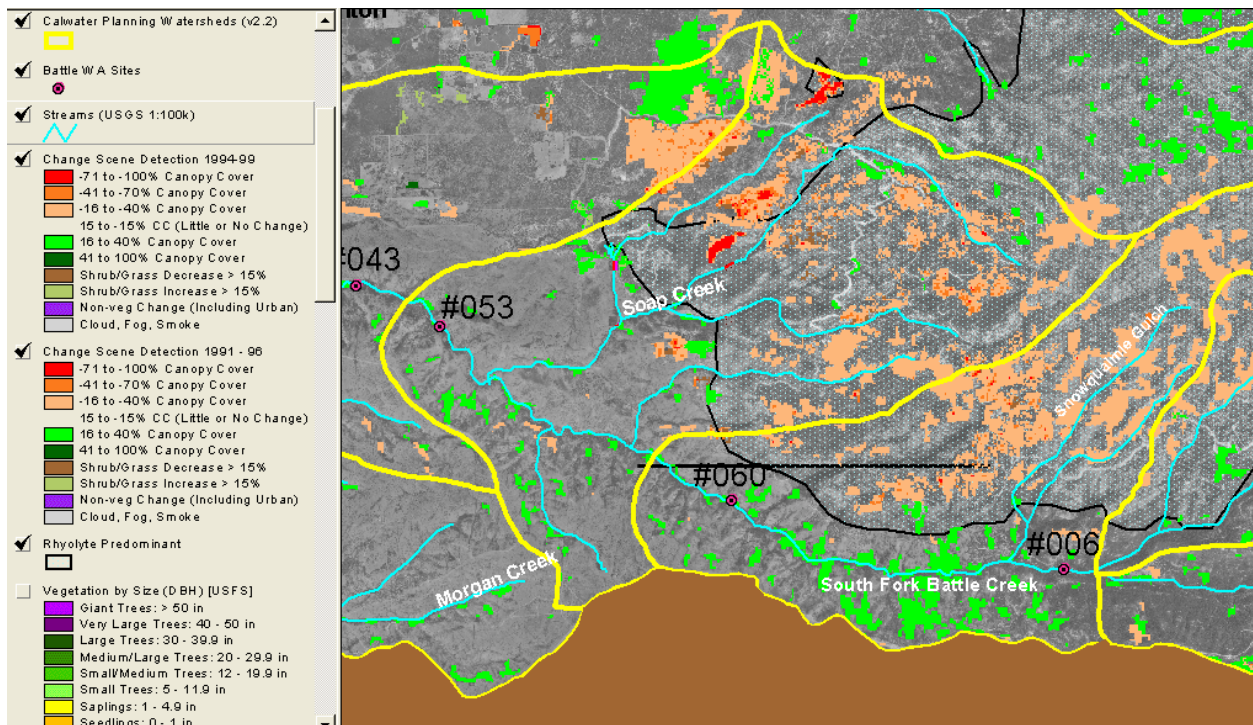 Calwater Planning Watersheds (v2.2)
Battle WA Sites
Streams (USGS 1:100k)
Change Scene Detection 1994-99
-71 to -100% Canopy Cover
-41 to -70% Canopy Cover
-16 to -40% Canopy Cover
15 to -15% CC (Little or No Change)
16 to 40% Canopy Cover
41 to 100% Canopy Cover
Shrub/Grass Decrease > 15%
Shrub/Grass Increase > 15%
Non-veg Change (Including Urban)
Cloud, Fog, Smoke
Change Scene Detection 1991 - 96
-71 to -100% Canopy Cover
-41 to -70% Canopy Cover
-16 to -40% Canopy Cover
15 to -15% CC (Little or No Change)
16 to 40% Canopy Cover
41 to 100% Canopy Cover
Shrub/Grass Decrease > 15%
Shrub/Grass Increase > 15%
Non-veg Change (Including Urban)
Cloud, Fog, Smoke
Rhyolyte Predominant
Vegetation by Size (DBH) [USFS]
Giant Trees: > 50 in
Very Large Trees: 40 - 50 in
Large Trees: 30 - 39.9 in
Medium/Large Trees: 20 - 29.9 in
Small/Medium Trees: 12 - 19.9 in
Small Trees: 5 - 11.9 in
Saplings: 1 - 4.9 in
Seedlings: 0 - 1 in
#043
#053
Soap Creek
Snowqualmie Gulch
#060
#006
Morgan Creek
South Fork Battle Creek